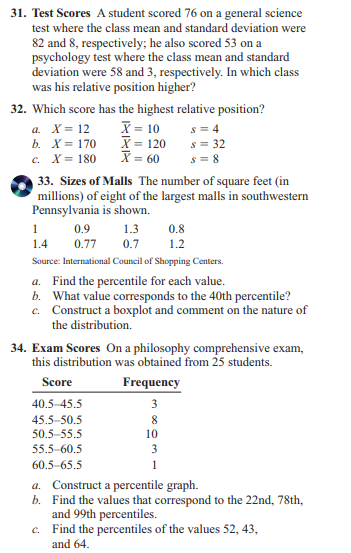 31. Test Scores A student scored 76 on a general science
test where the class mean and standard deviation were
82 and 8, respectively; he also scored 53 on a
psychology test where the class mean and standard
deviation were 58 and 3, respectively. In which class
was his relative position higher?
32. Which score has the highest relative position?
a. X = 12 X̄ = 10 s = 4
b. X = 170 X̄ = 120 s = 32
c. X = 180 X̄ = 60 s = 8
33. Sizes of Malls The number of square feet (in
millions) of eight of the largest malls in southwestern
Pennsylvania is shown.
1 0.9 1.3 0.8
1.4 0.77 0.7 1.2
Source: International Council of Shopping Centers.
a. Find the percentile for each value.
b. What value corresponds to the 40th percentile?
c. Construct a boxplot and comment on the nature of
the distribution.
34. Exam Scores On a philosophy comprehensive exam,
this distribution was obtained from 25 students.
Score Frequency
40.5–45.5 3
45.5–50.5 8
50.5–55.5 10
55.5–60.5 3
60.5–65.5 1
a. Construct a percentile graph.
b. Find the values that correspond to the 22nd, 78th,
and 99th percentiles.
c. Find the percentiles of the values 52, 43,
and 64.